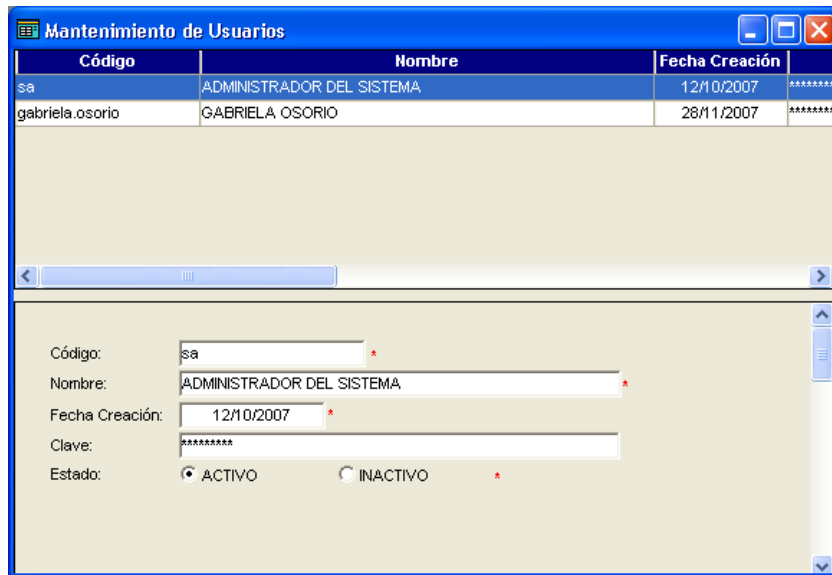 Mantenimiento de Usuarios
Código Nombre Fecha Creación
sa ADMINISTRADOR DEL SISTEMA 12/10/2007 ********
gabriela.osorio GABRIELA OSORIO 28/11/2007 ********
Código: sa *
Nombre: ADMINISTRADOR DEL SISTEMA *
Fecha Creación: 12/10/2007 *
Clave: *********
Estado: ACTIVO INACTIVO *